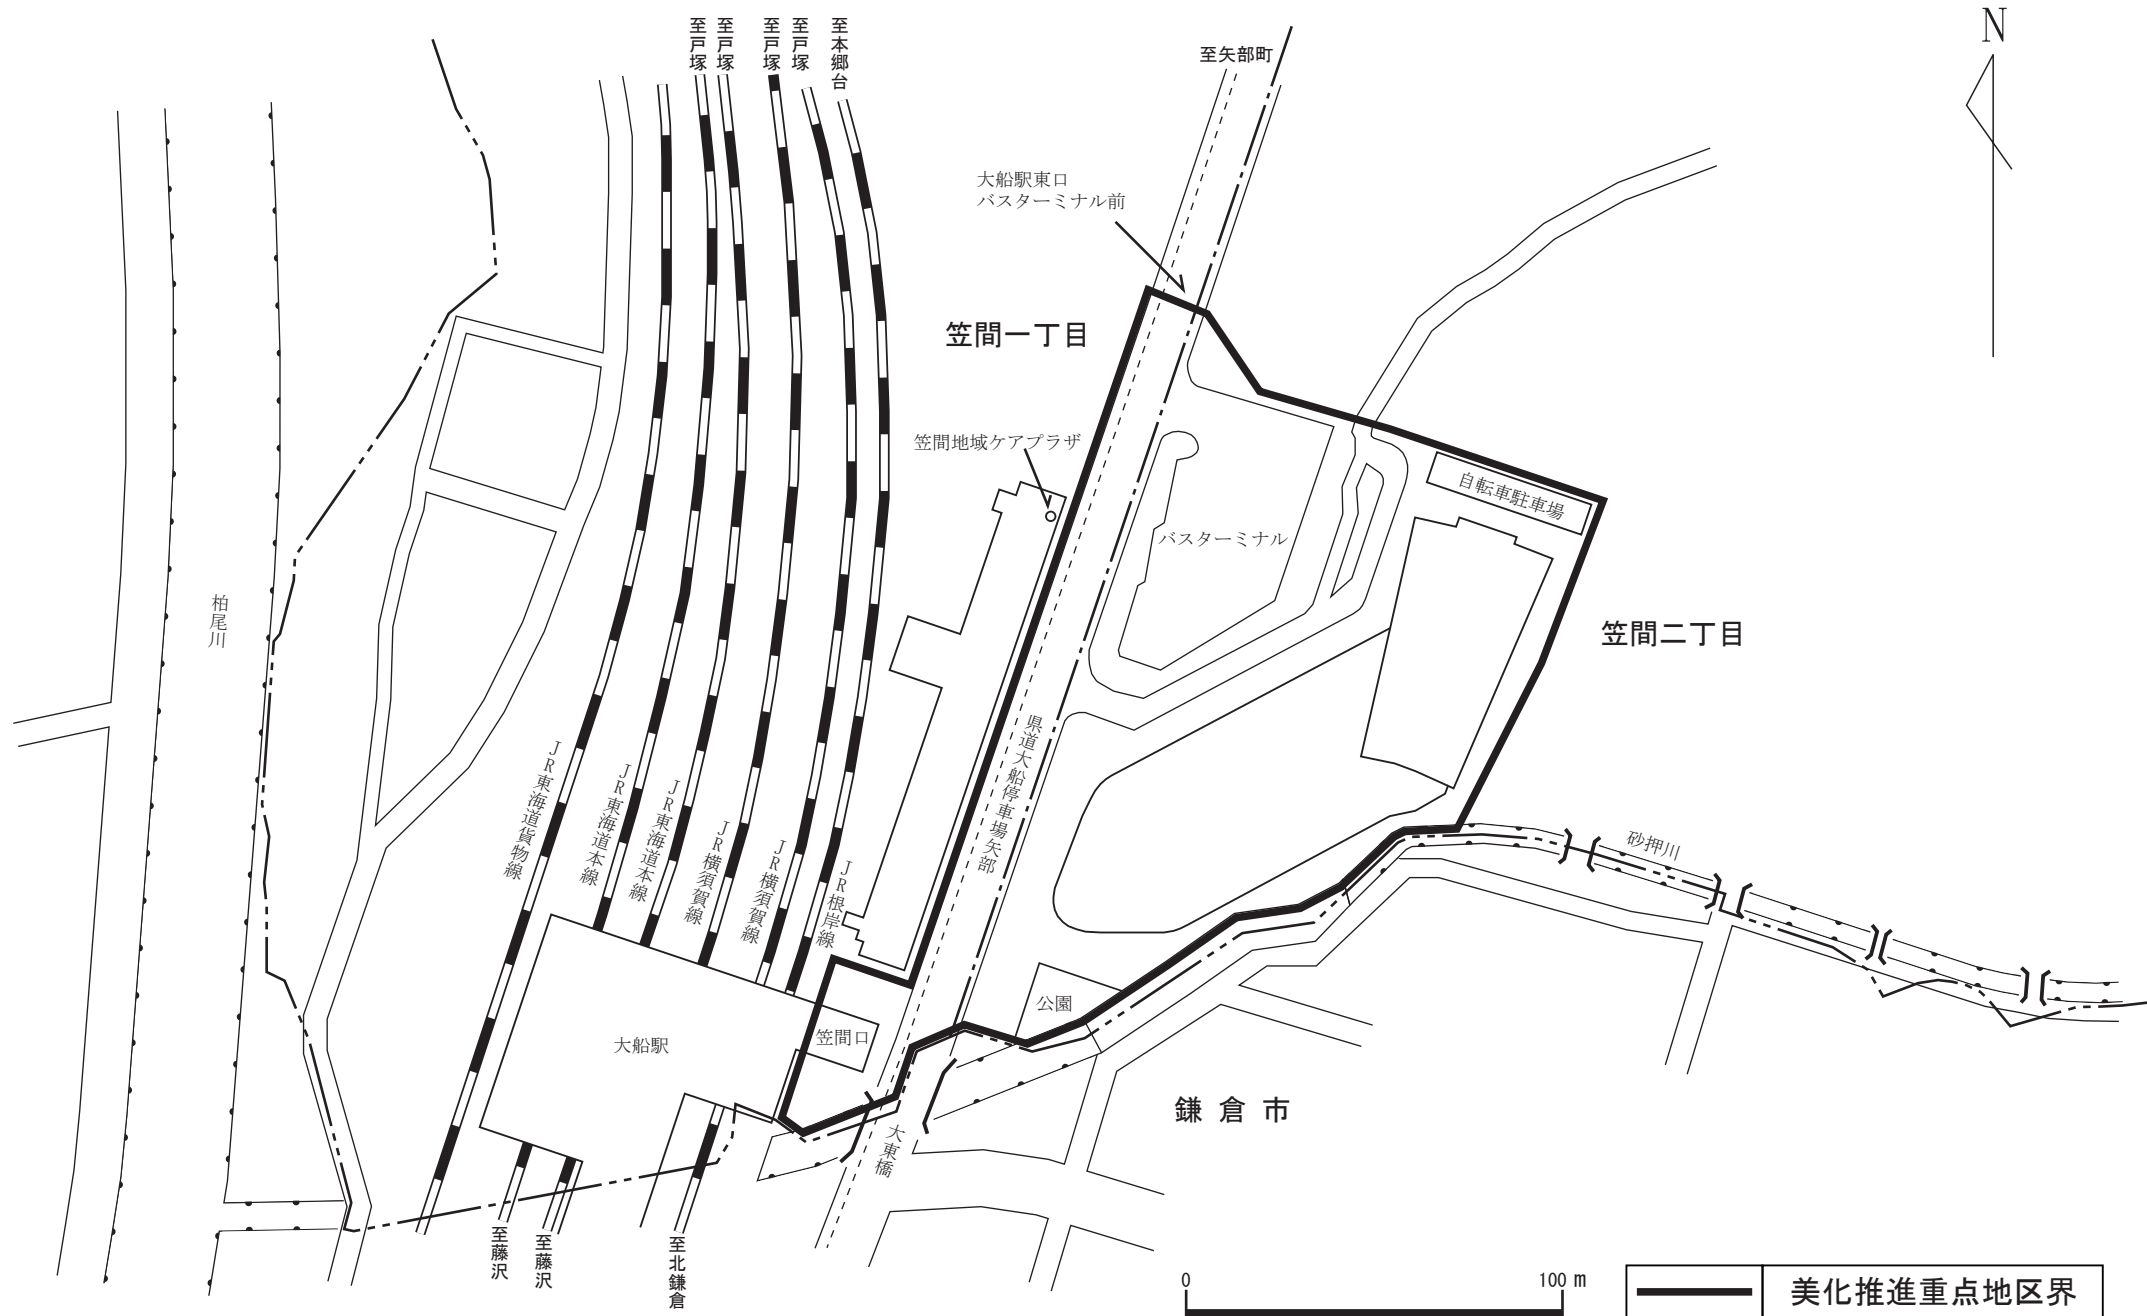 至戸塚
至戸塚
至戸塚
至戸塚
至本郷台
至矢部町
N
大船駅東口
バスターミナル前
笠間一丁目
笠間地域ケアプラザ
自転車駐車場
バスターミナル
柏尾川
笠間二丁目
県道大船停車場矢部
JR東海道貨物線
JR東海道本線
JR東海道本線
JR横須賀線
JR横須賀線
JR根岸線
砂押川
公園
大船駅
笠間口
鎌倉市
大東橋
至藤沢
至藤沢
至北鎌倉
0
100 m
美化推進重点地区界